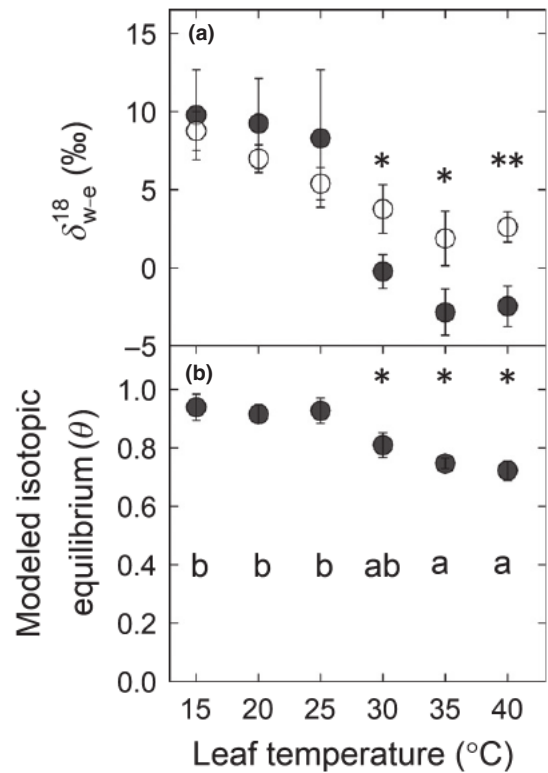 (a)
δ18w–e (‰)
15
10
5
0
–5
* * **
(b)
* * *
Modeled isotopic
equilibrium (θ)
1.0
0.8
0.6
0.4
0.2
0.0
b b b ab a a
15 20 25 30 35 40
Leaf temperature (°C)